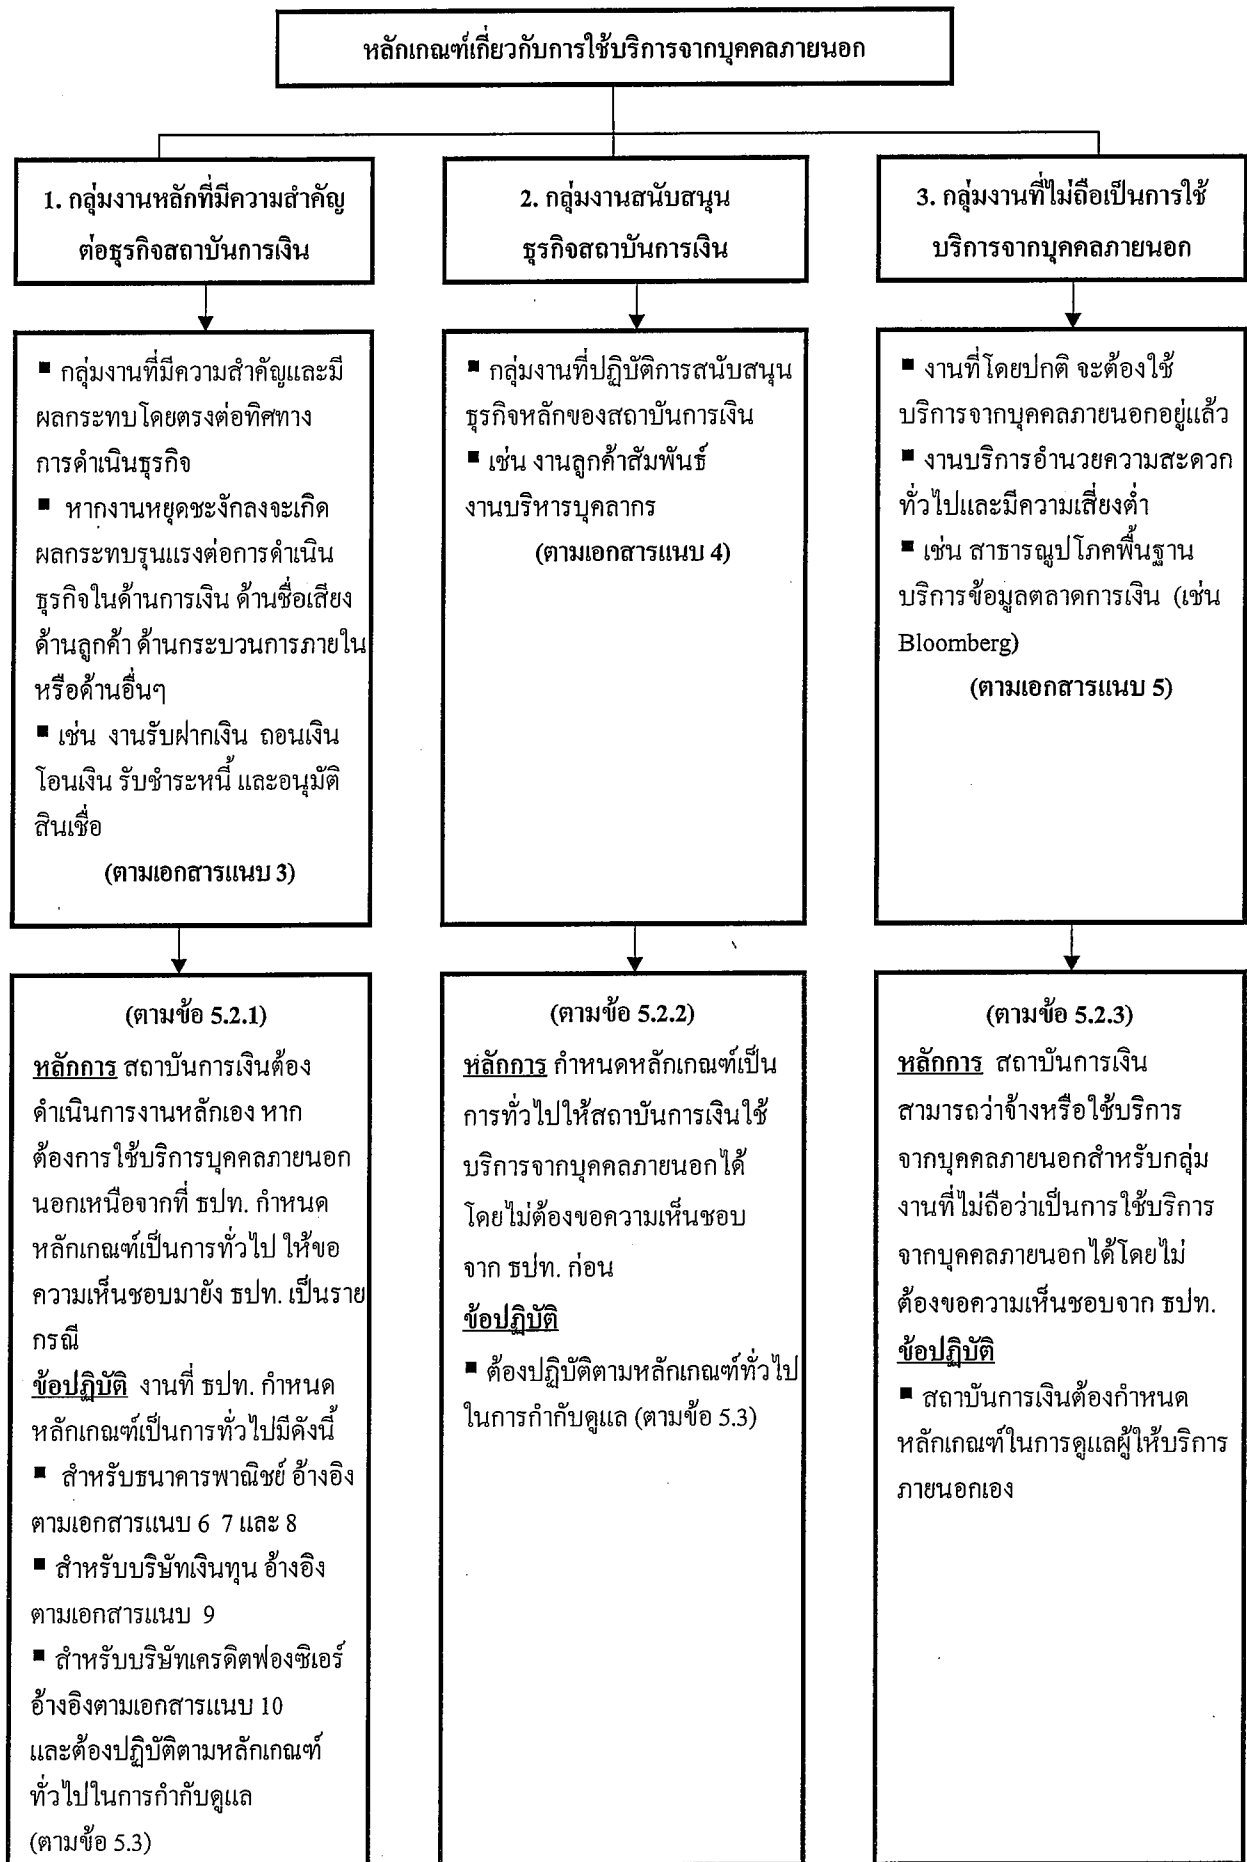 หลักเกณฑ์เกี่ยวกับการใช้บริการจากบุคคลภายนอก
1. กลุ่มงานหลักที่มีความสำคัญ
ต่อธุรกิจสถาบันการเงิน
2. กลุ่มงานสนับสนุน
ธุรกิจสถาบันการเงิน
3. กลุ่มงานที่ไม่ถือเป็นการใช้
บริการจากบุคคลภายนอก
▪ กลุ่มงานที่มีความสำคัญและมี
ผลกระทบโดยตรงต่อทิศทาง
การดำเนินธุรกิจ
▪ หากงานหยุดชะงักลงจะเกิด
ผลกระทบรุนแรงต่อการดำเนิน
ธุรกิจในด้านการเงิน ด้านชื่อเสียง
ด้านลูกค้า ด้านกระบวนการภายใน
หรือด้านอื่นๆ
▪ เช่น งานรับฝากเงิน ถอนเงิน
โอนเงิน รับชำระหนี้ และอนุมัติ
สินเชื่อ
(ตามเอกสารแนบ 3)
▪ กลุ่มงานที่ปฏิบัติการสนับสนุน
ธุรกิจหลักของสถาบันการเงิน
▪ เช่น งานลูกค้าสัมพันธ์
งานบริหารบุคลากร
(ตามเอกสารแนบ 4)
▪ งานที่โดยปกติ จะต้องใช้
บริการจากบุคคลภายนอกอยู่แล้ว
▪ งานบริการอำนวยความสะดวก
ทั่วไปและมีความเสี่ยงต่ำ
▪ เช่น สาธารณูปโภคพื้นฐาน
บริการข้อมูลตลาดการเงิน (เช่น
Bloomberg)
(ตามเอกสารแนบ 5)
(ตามข้อ 5.2.1)
หลักการ สถาบันการเงินต้อง
ดำเนินการงานหลักเอง หาก
ต้องการใช้บริการบุคคลภายนอก
นอกเหนือจากที่ ธปท. กำหนด
หลักเกณฑ์เป็นการทั่วไป ให้ขอ
ความเห็นชอบมายัง ธปท. เป็นราย
กรณี
ข้อปฏิบัติ งานที่ ธปท. กำหนด
หลักเกณฑ์เป็นการทั่วไปมีดังนี้
▪ สำหรับธนาคารพาณิชย์ อ้างอิง
ตามเอกสารแนบ 6 7 และ 8
▪ สำหรับบริษัทเงินทุน อ้างอิง
ตามเอกสารแนบ 9
▪ สำหรับบริษัทเครดิตฟองซิเอร์
อ้างอิงตามเอกสารแนบ 10
และต้องปฏิบัติตามหลักเกณฑ์
ทั่วไปในการกำกับดูแล
(ตามข้อ 5.3)
(ตามข้อ 5.2.2)
หลักการ กำหนดหลักเกณฑ์เป็น
การทั่วไปให้สถาบันการเงินใช้
บริการจากบุคคลภายนอกได้
โดยไม่ต้องขอความเห็นชอบ
จาก ธปท. ก่อน
ข้อปฏิบัติ
▪ ต้องปฏิบัติตามหลักเกณฑ์ทั่วไป
ในการกำกับดูแล (ตามข้อ 5.3)
(ตามข้อ 5.2.3)
หลักการ สถาบันการเงิน
สามารถว่าจ้างหรือใช้บริการ
จากบุคคลภายนอกสำหรับกลุ่ม
งานที่ไม่ถือว่าเป็นการใช้บริการ
จากบุคคลภายนอกได้โดยไม่
ต้องขอความเห็นชอบจาก ธปท.
ข้อปฏิบัติ
▪ สถาบันการเงินต้องกำหนด
หลักเกณฑ์ในการดูแลผู้ให้บริการ
ภายนอกเอง